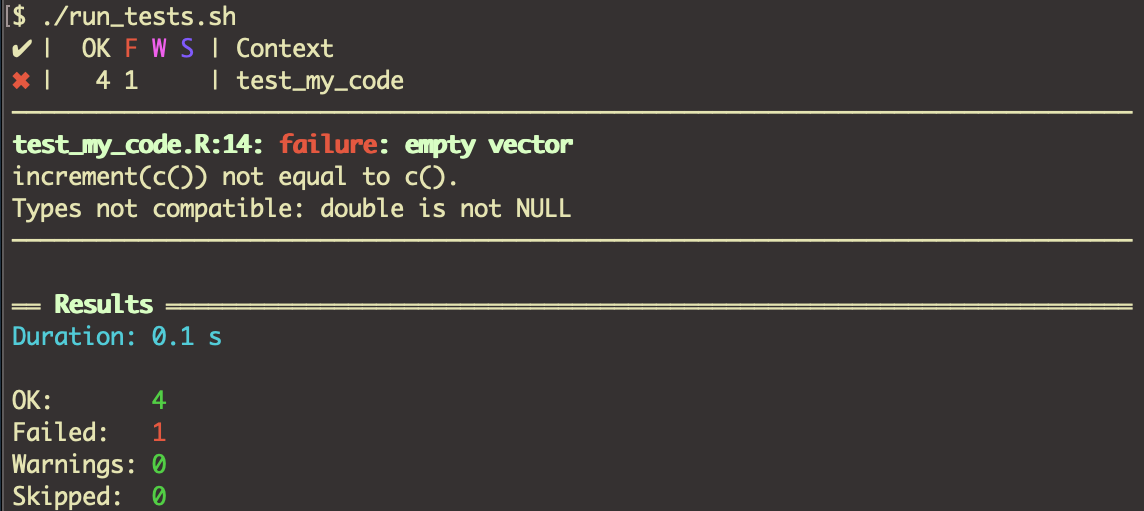 $ ./run_tests.sh
✔ |  OK F W S | Context
✖ |   4 1     | test_my_code
test_my_code.R:14: failure: empty vector
increment(c()) not equal to c().
Types not compatible: double is not NULL
══ Results ══
Duration: 0.1 s
OK:       4
Failed:   1
Warnings: 0
Skipped:  0